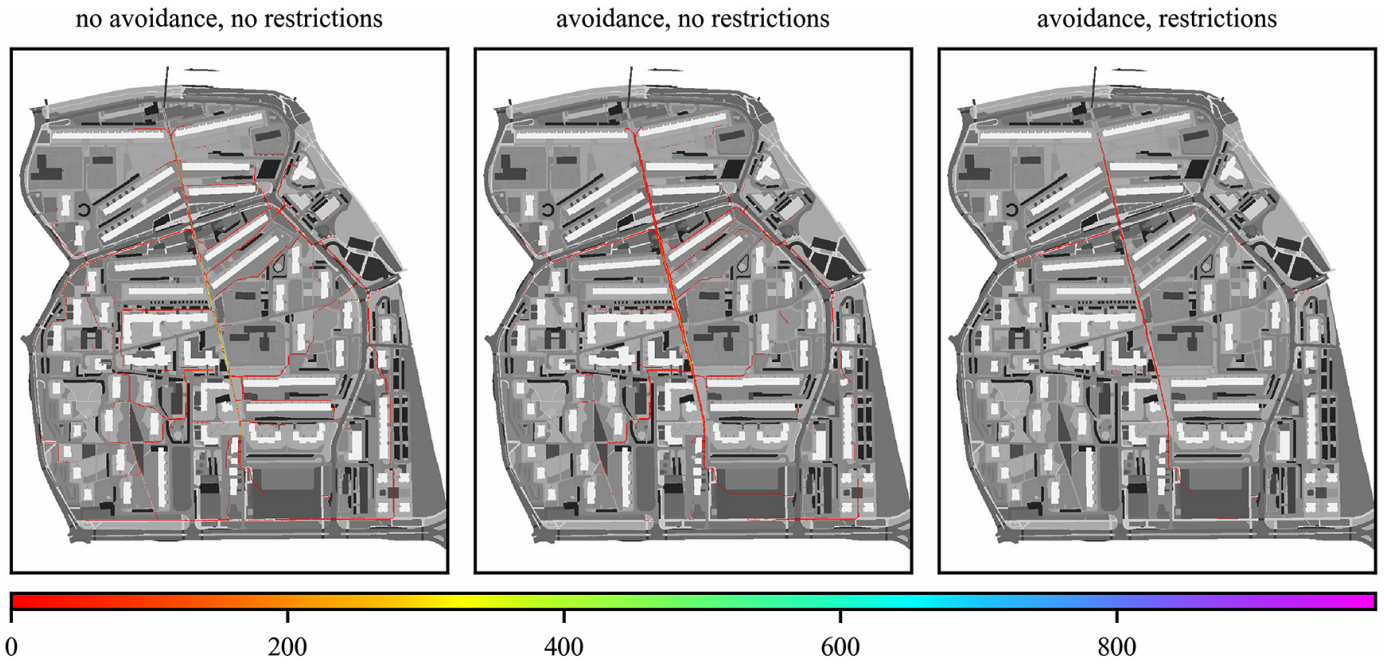 no avoidance, no restrictions
avoidance, no restrictions
avoidance, restrictions
0 200 400 600 800